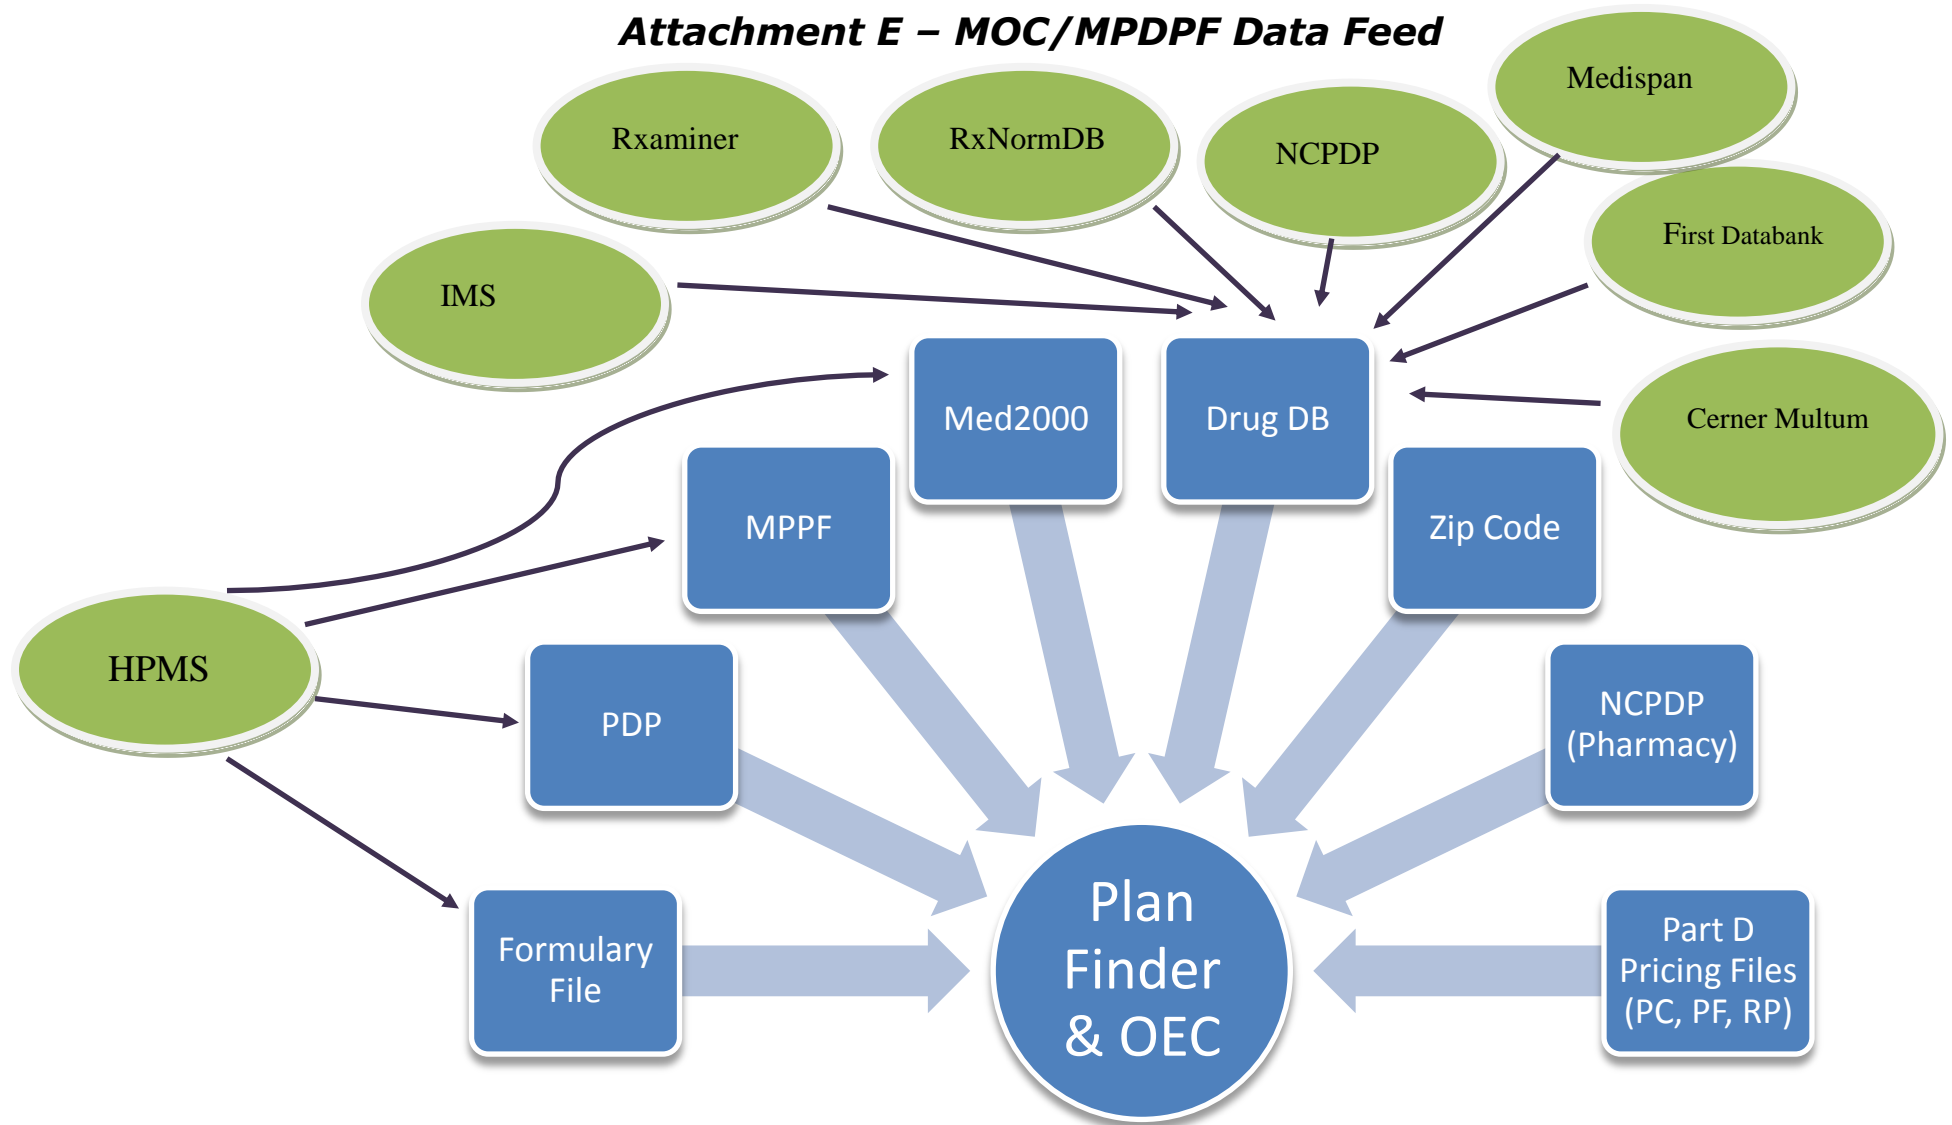 Attachment E – MOC/MPDPF Data Feed
Medispan
Rxaminer
RxNormDB
NCPDP
First Databank
IMS
Cerner Multum
Med2000
Drug DB
MPPF
Zip Code
HPMS
PDP
NCPDP
(Pharmacy)
Formulary
File
Plan
Finder
& OEC
Part D
Pricing Files
(PC, PF, RP)